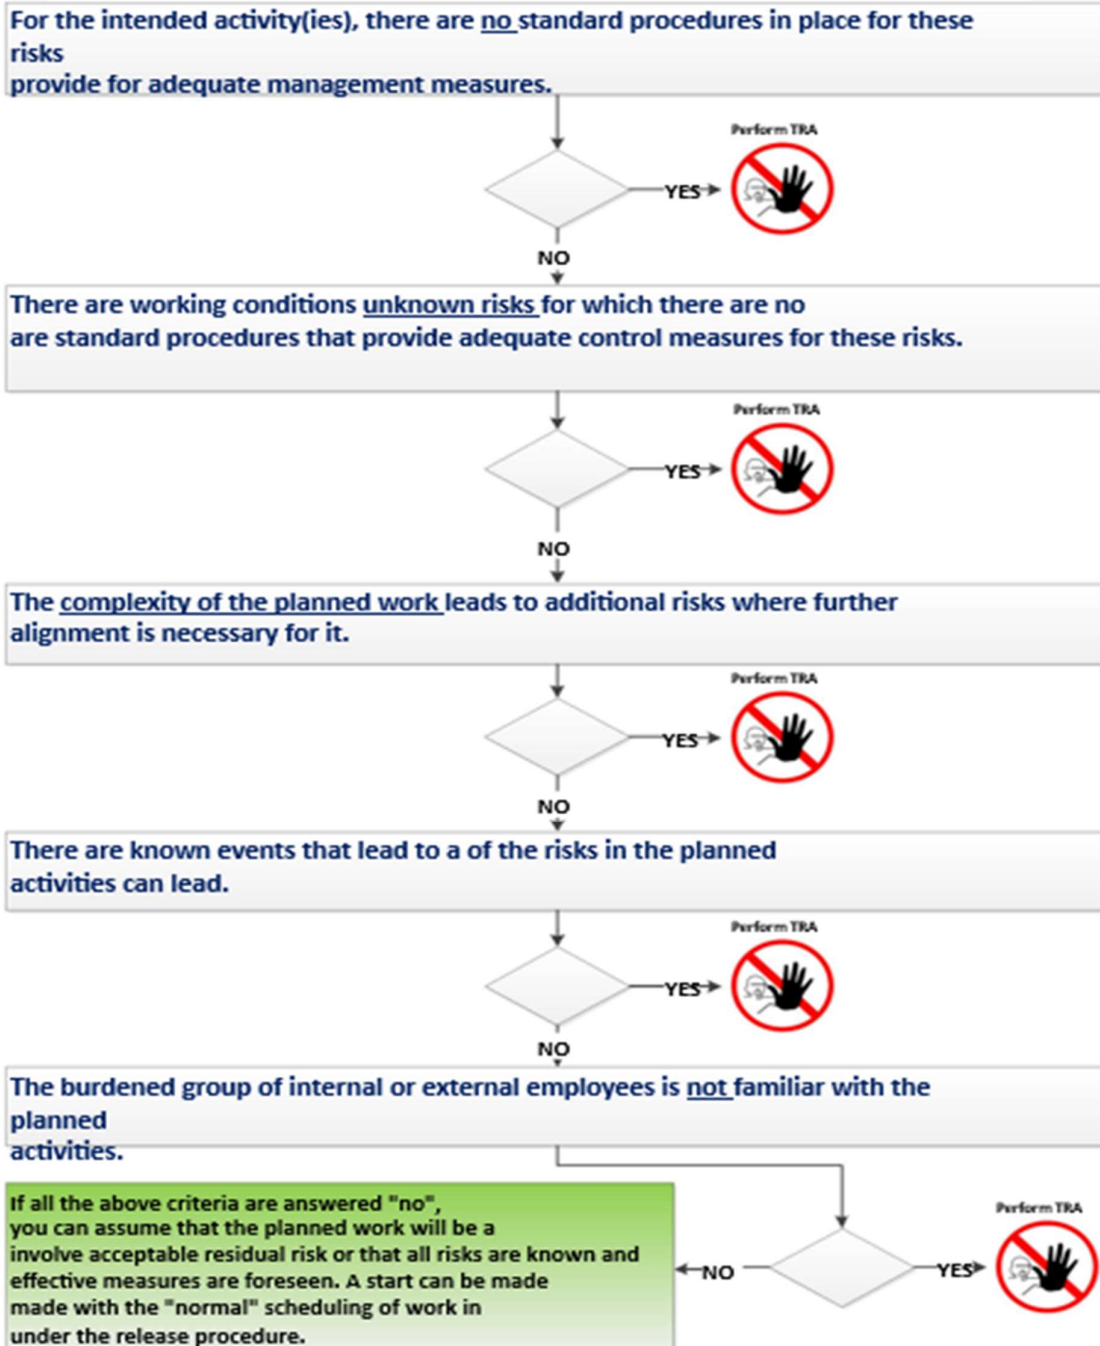 For the intended activity(ies), there are no standard procedures in place for these
risks
provide for adequate management measures.
Perform TRA
YES
NO
There are working conditions unknown risks for which there are no
are standard procedures that provide adequate control measures for these risks.
Perform TRA
YES
NO
The complexity of the planned work leads to additional risks where further
alignment is necessary for it.
Perform TRA
YES
NO
There are known events that lead to a of the risks in the planned
activities can lead.
Perform TRA
YES
NO
The burdened group of internal or external employees is not familiar with the
planned
activities.
If all the above criteria are answered "no",
you can assume that the planned work will be a
involve acceptable residual risk or that all risks are known and
effective measures are foreseen. A start can be made
made with the "normal" scheduling of work in
under the release procedure.
NO
YES
Perform TRA